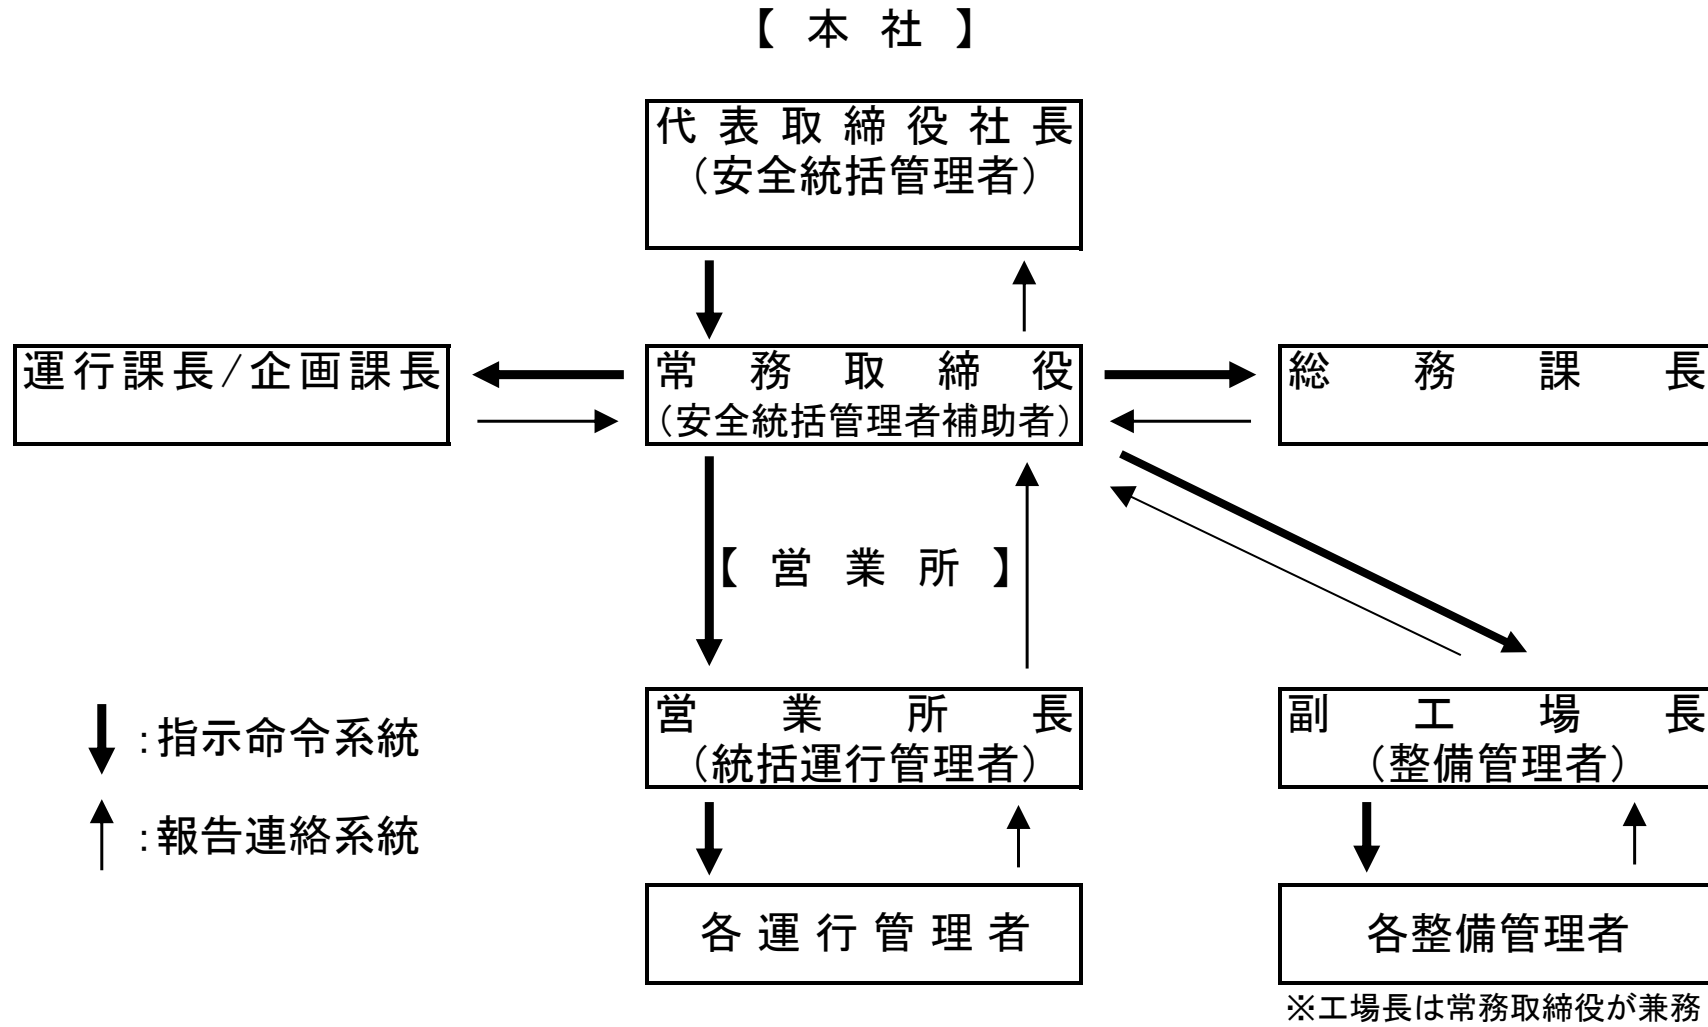 【 本 社 】
代表取締役社長
（安全統括管理者）
運行課長/企画課長
常務取締役
（安全統括管理者補助者）
総務課長
【 営 業 所 】
営業所長
（統括運行管理者）
副工場長
（整備管理者）
：指示命令系統
：報告連絡系統
各運行管理者
各整備管理者
※工場長は常務取締役が兼務